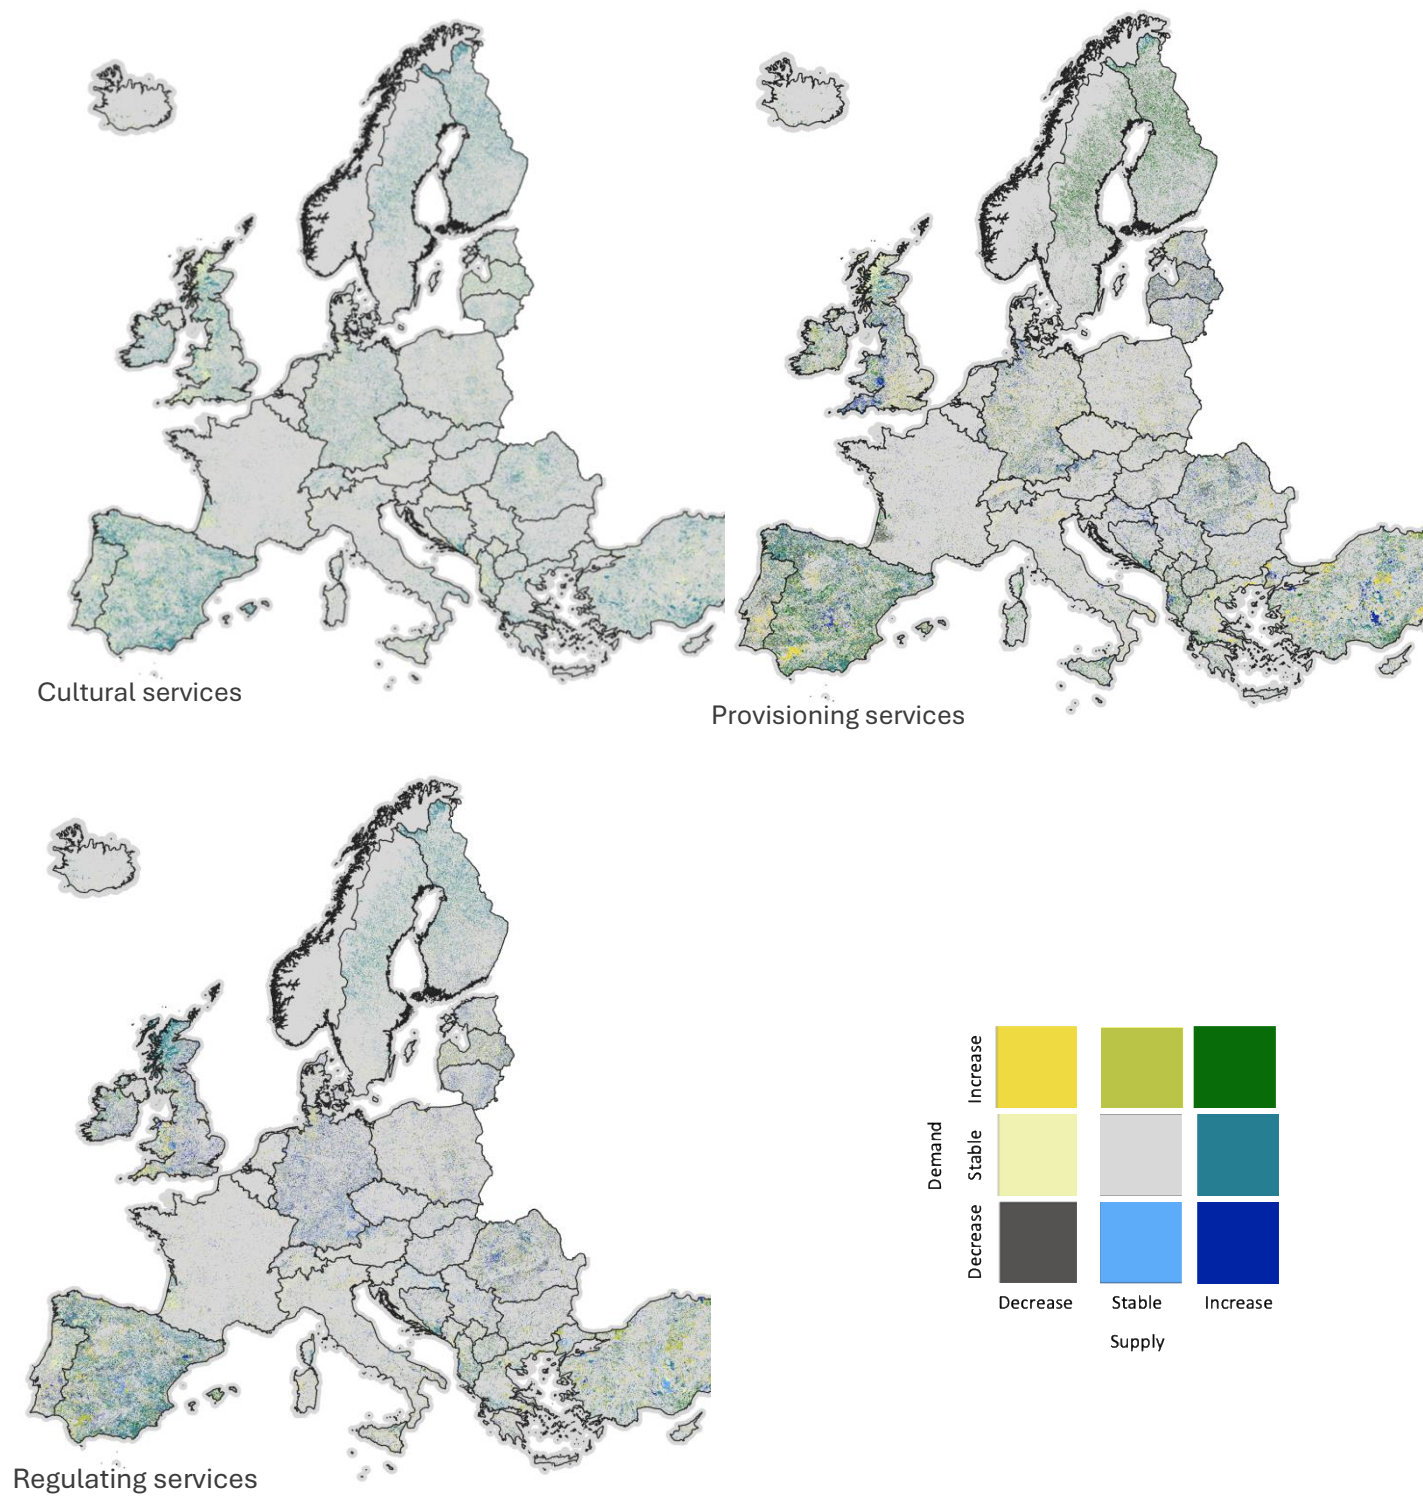 Cultural services
Provisioning services
Regulating services
Demand
Increase
Stable
Decrease
Decrease
Stable
Increase
Supply